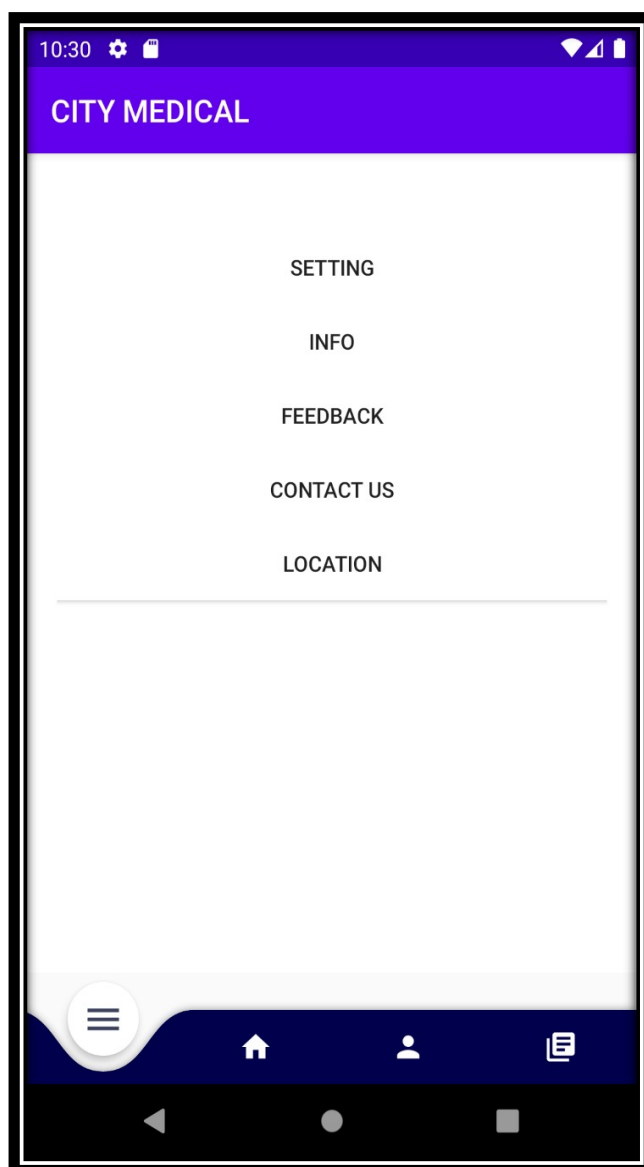 10:30
CITY MEDICAL
SETTING
INFO
FEEDBACK
CONTACT US
LOCATION